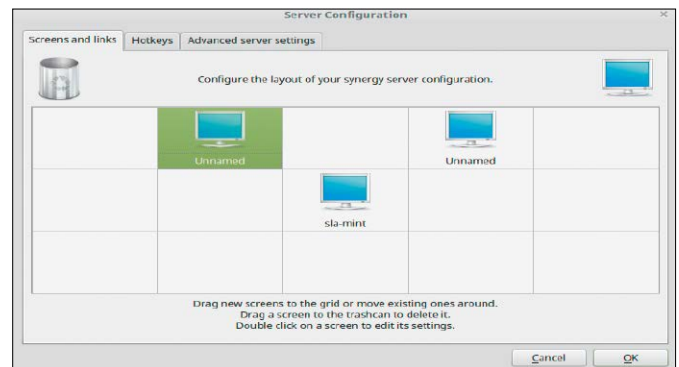 Server Configuration
Screens and links Hotkeys Advanced server settings
Configure the layout of your synergy server configuration.
Unnamed Unnamed
sla-mint
Drag new screens to the grid or move existing ones around.
Drag a screen to the trashcan to delete it.
Double click on a screen to edit its settings.
Cancel OK